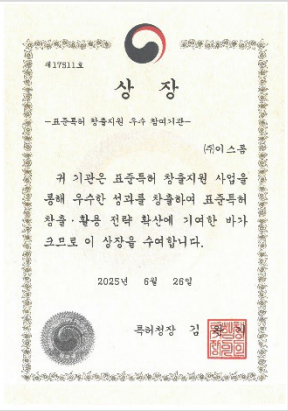 제17511호
상장
-표준특허 창출지원 우수 참여기관-
㈜이스룸
귀 기관은 표준특허 창출지원 사업을
통해 우수한 성과를 창출하여 표준특허
창출·활용 전략 확산에 기여한 바가
크므로 이 상장을 수여합니다.
2025년 6월 26일
특허청장 김